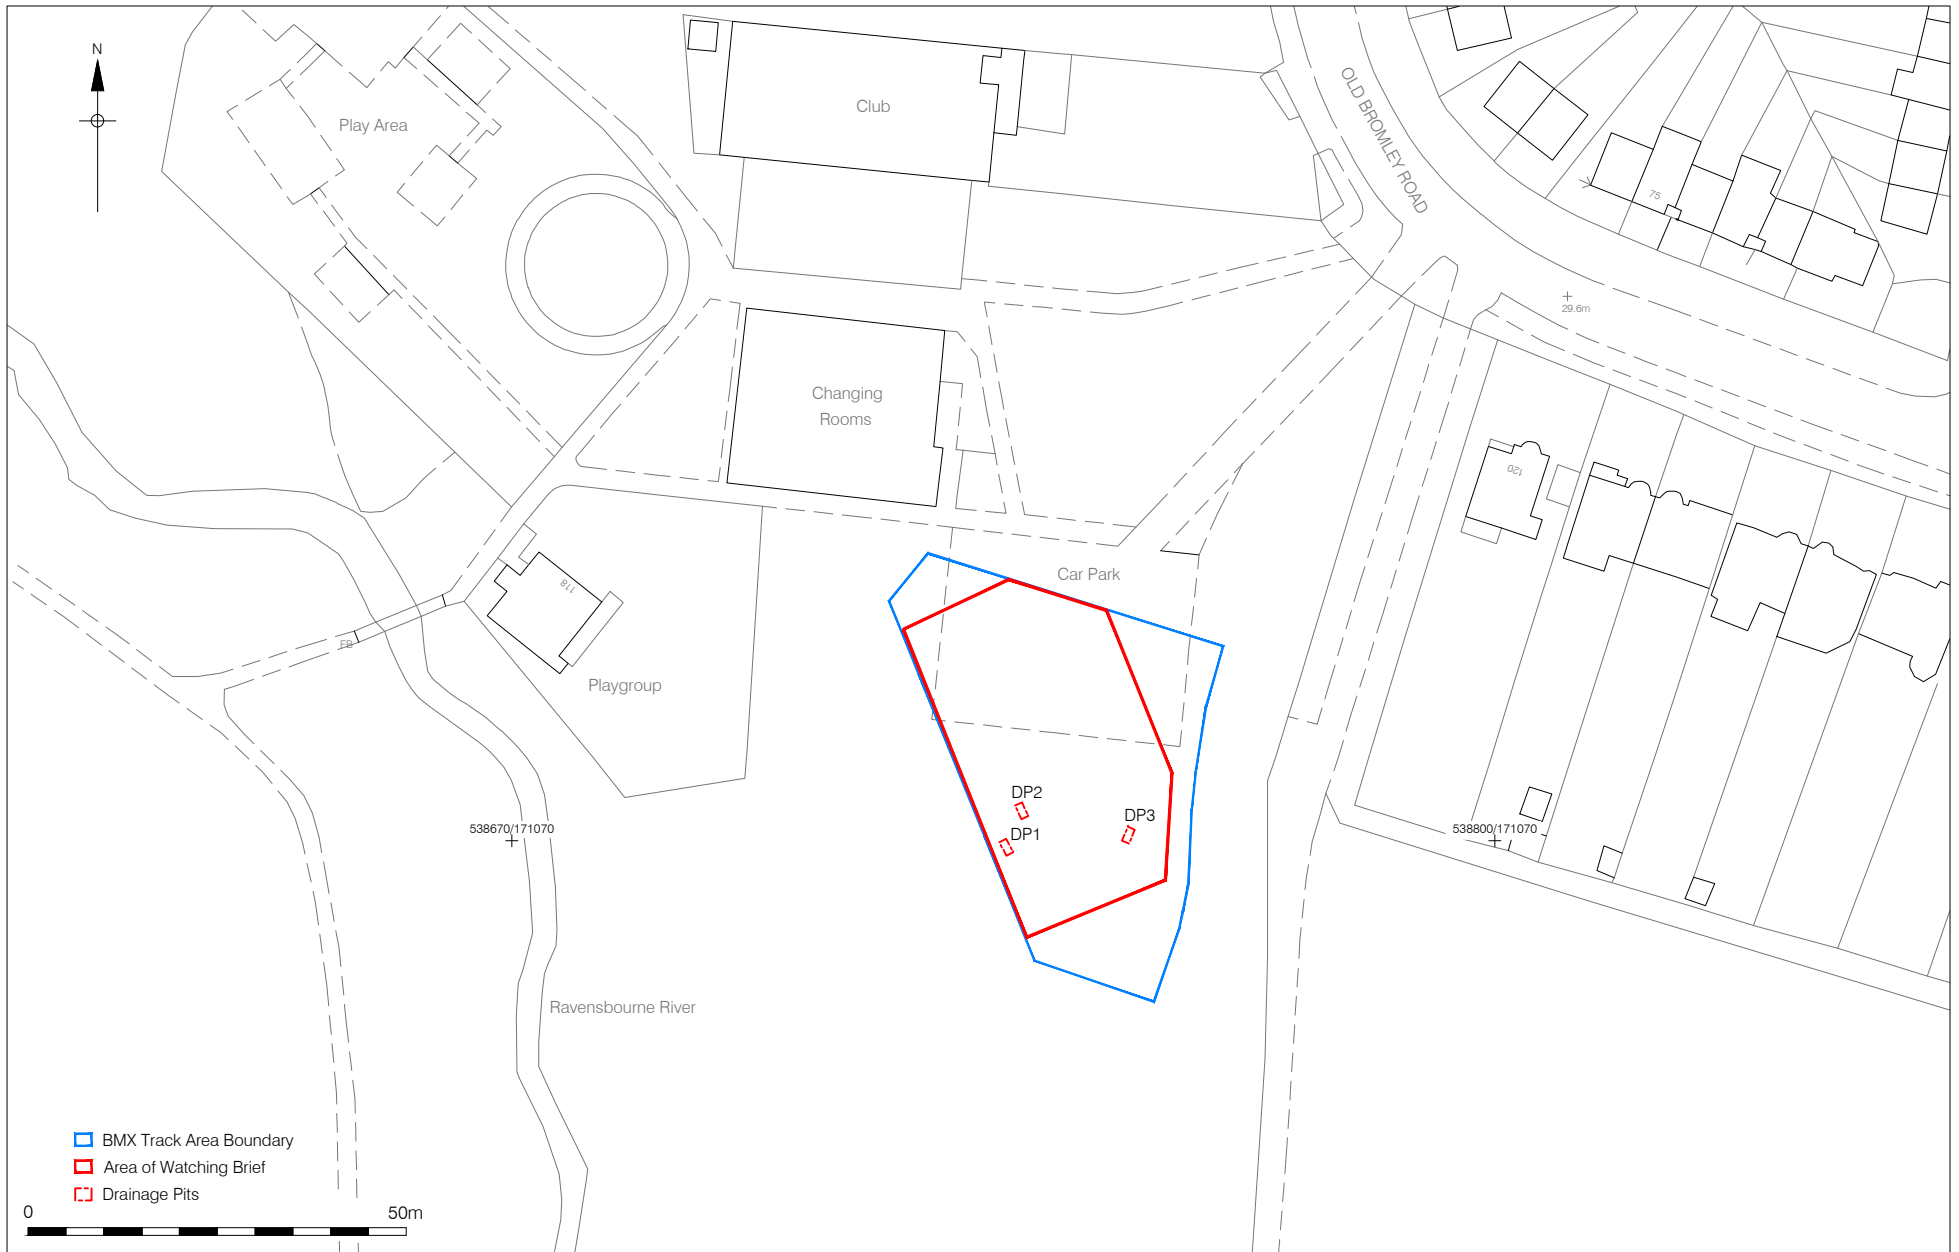 N
Play Area
Club
OLD BROMLEY ROAD
75
29.6m
Changing
Rooms
120
118
Car Park
FB
Playgroup
DP2
DP3
DP1
538670/171070
538800/171070
Ravensbourne River
BMX Track Area Boundary
Area of Watching Brief
Drainage Pits
0 50m